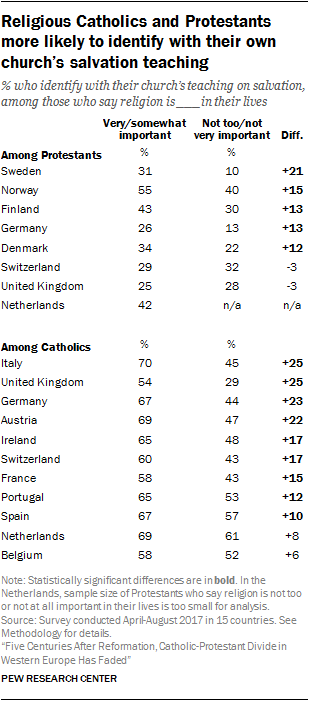 Religious Catholics and Protestants
more likely to identify with their own
church's salvation teaching
% who identify with their church's teaching on salvation,
among those who say religion is___ in their lives
Very/somewhat important Not too/not very important Diff.
Among Protestants % %
Sweden 31 10 +21
Norway 55 40 +15
Finland 43 30 +13
Germany 26 13 +13
Denmark 34 22 +12
Switzerland 29 32 -3
United Kingdom 25 28 -3
Netherlands 42 n/a n/a
Among Catholics % %
Italy 70 45 +25
United Kingdom 54 29 +25
Germany 67 44 +23
Austria 69 47 +22
Ireland 65 48 +17
Switzerland 60 43 +17
France 58 43 +15
Portugal 65 53 +12
Spain 67 57 +10
Netherlands 69 61 +8
Belgium 58 52 +6
Note: Statistically significant differences are in bold. In the
Netherlands, sample size of Protestants who say religion is not too
or not at all important in their lives is too small for analysis.
Source: Survey conducted April-August 2017 in 15 countries. See
Methodology for details.
"Five Centuries After Reformation, Catholic-Protestant Divide in
Western Europe Has Faded"
PEW RESEARCH CENTER